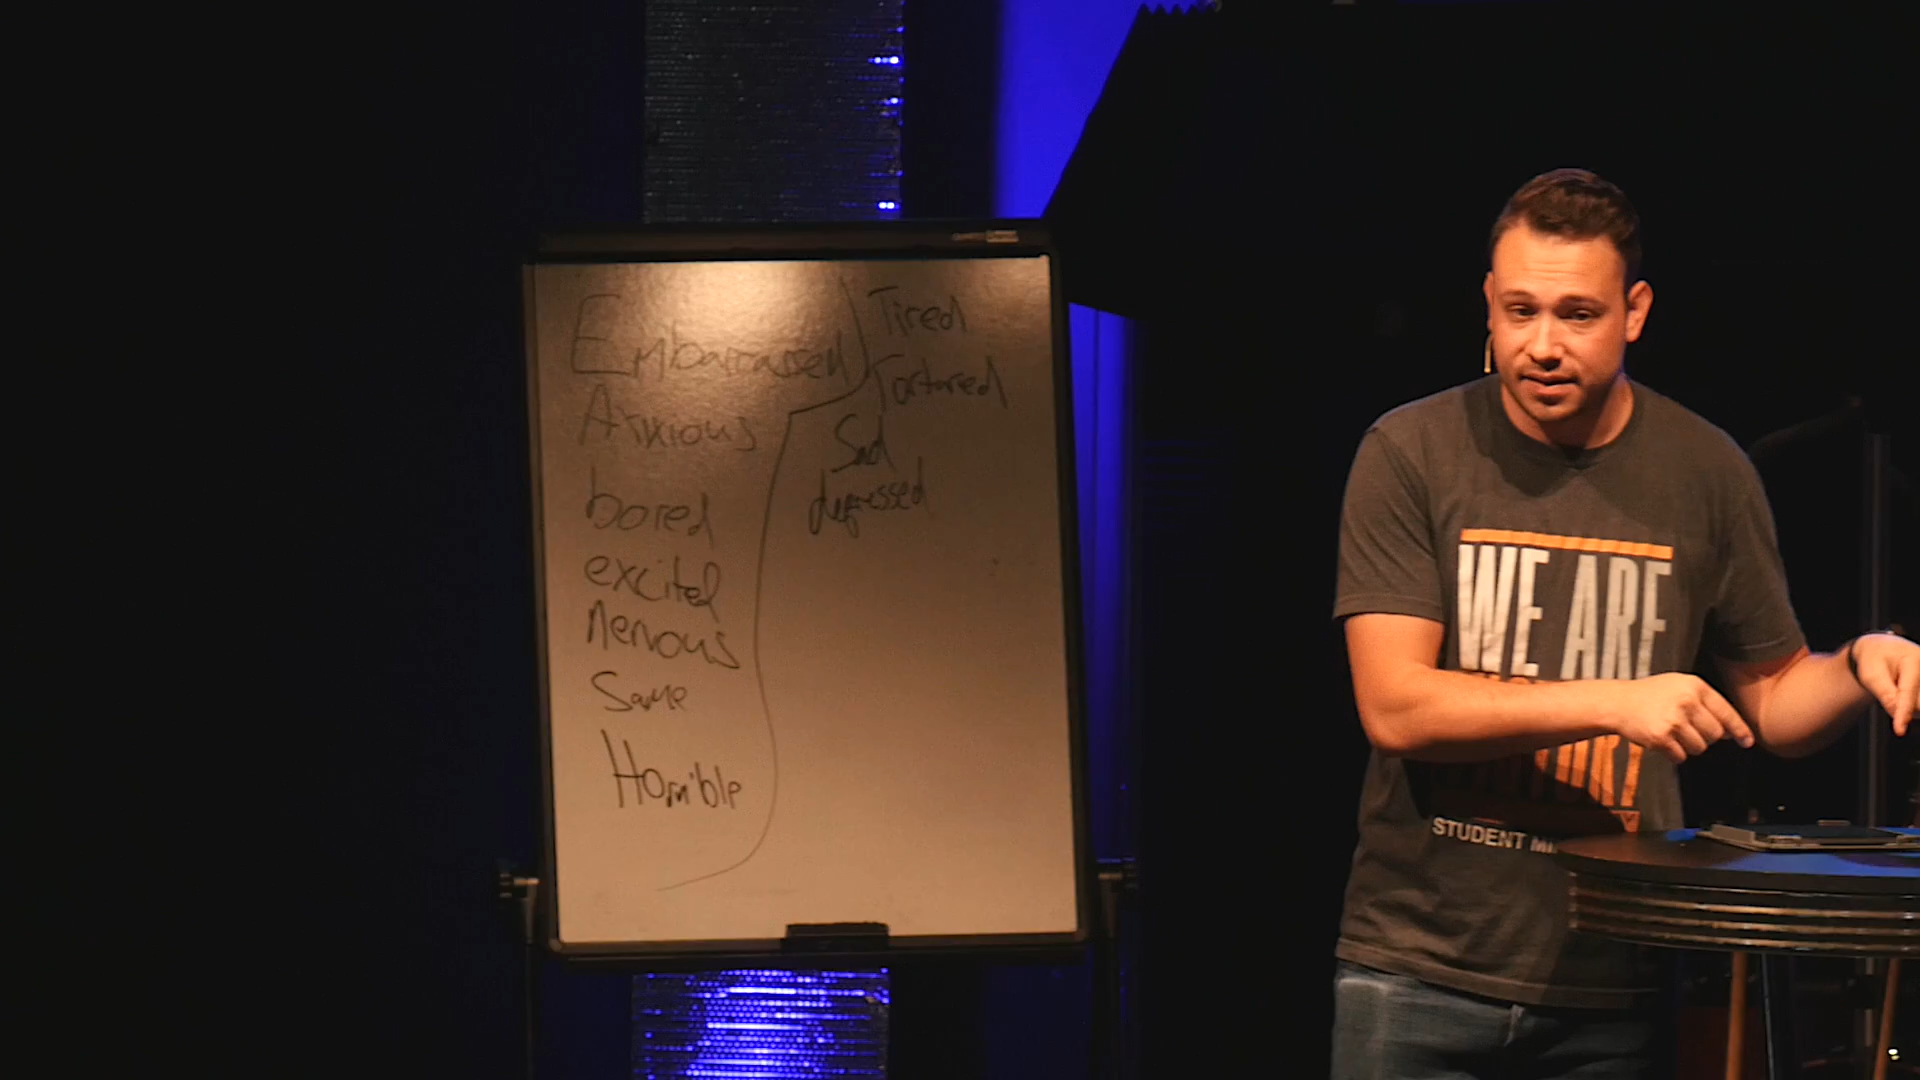 Embarrassed
Anxious
bored
excited
Nervous
Same
Horrible
Tired
Tortured
Sad
depressed
WE ARE
STUDENT